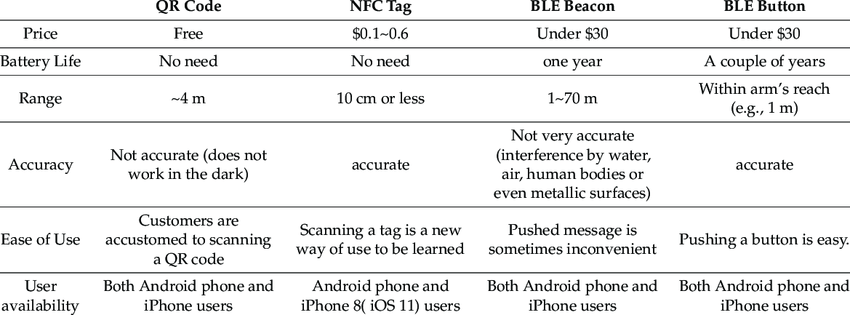 QR Code NFC Tag BLE Beacon BLE Button
Price Free $0.1~0.6 Under $30 Under $30
Battery Life No need No need one year A couple of years
Range ~4 m 10 cm or less 1~70 m Within arm's reach
(e.g., 1 m)
Accuracy Not accurate (does not
work in the dark) accurate Not very accurate
(interference by water,
air, human bodies or
even metallic surfaces) accurate
Ease of Use Customers are
accustomed to scanning
a QR code Scanning a tag is a new
way of use to be learned Pushed message is
sometimes inconvenient Pushing a button is easy.
User
availability Both Android phone and
iPhone users Android phone and
iPhone 8( iOS 11) users Both Android phone and
iPhone users Both Android phone and
iPhone users